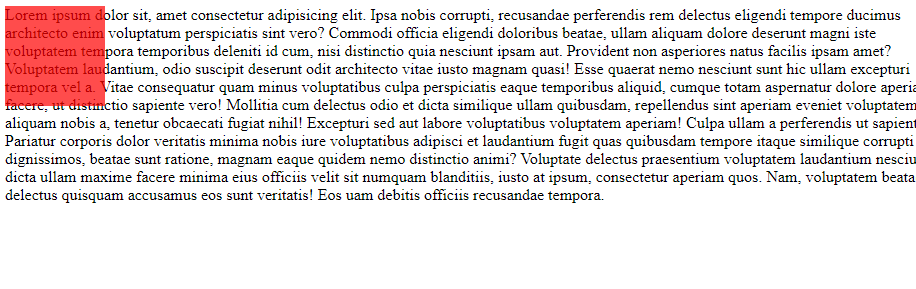 Lorem ipsum dolor sit, amet consectetur adipisicing elit. Ipsa nobis corrupti, recusandae perferendis rem delectus eligendi tempore ducimus
architecto enim voluptatum perspiciatis sint vero? Commodi officia eligendi doloribus beatae, ullam aliquam dolore deserunt magni iste
voluptatem tempora temporibus deleniti id cum, nisi distinctio quia nesciunt ipsam aut. Provident non asperiores natus facilis ipsam amet?
Voluptatem laudantium, odio suscipit deserunt odit architecto vitae iusto magnam quasi! Esse quaerat nemo nesciunt sunt hic ullam excepturi
tempora vel a. Vitae consequatur quam minus voluptatibus culpa perspiciatis eaque temporibus aliquid, cumque totam aspernatur dolore aperia
facere, ut distinctio sapiente vero! Mollitia cum delectus odio et dicta similique ullam quibusdam, repellendus sint aperiam eveniet voluptatem
aliquam nobis a, tenetur obcaecati fugiat nihil! Excepturi sed aut labore voluptatibus voluptatem aperiam! Culpa ullam a perferendis ut sapient
Pariatur corporis dolor veritatis minima nobis iure voluptatibus adipisci et laudantium fugit quas quibusdam tempore itaque similique corrupti
dignissimos, beatae sunt ratione, magnam eaque quidem nemo distinctio animi? Voluptate delectus praesentium voluptatem laudantium nesciu
dicta ullam maxime facere minima eius officiis velit sit numquam blanditiis, iusto at ipsum, consectetur aperiam quos. Nam, voluptatem beata
delectus quisquam accusamus eos sunt veritatis! Eos uam debitis officiis recusandae tempora.